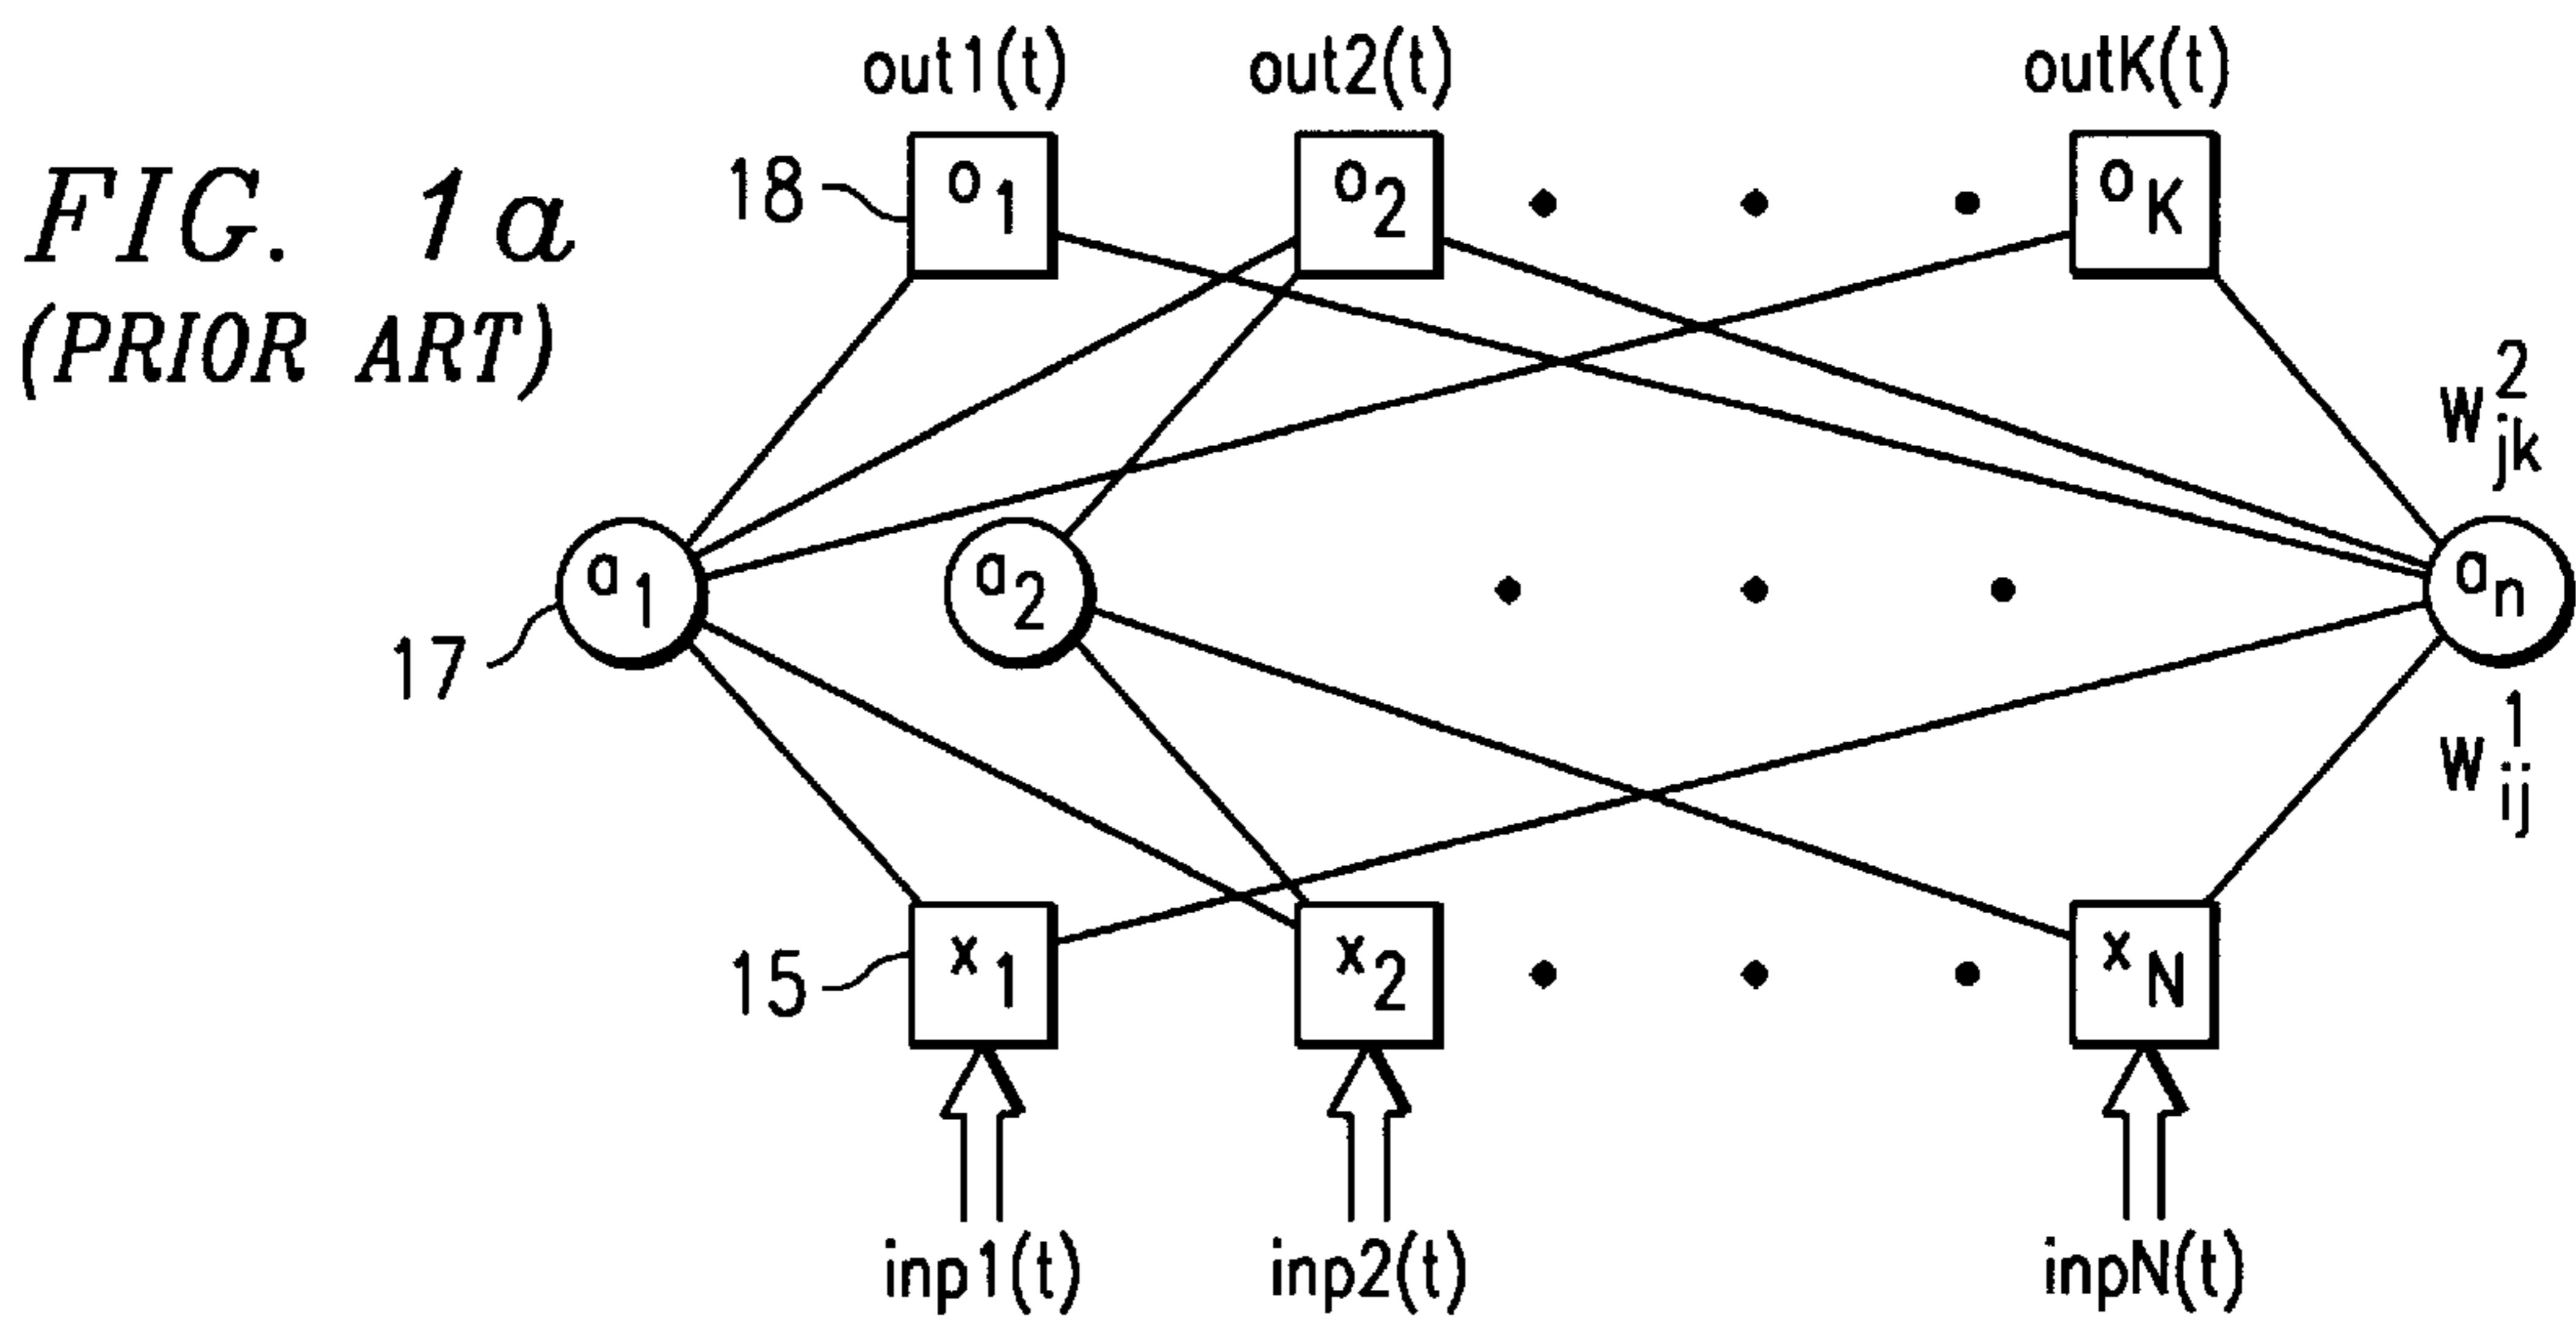 FIG. 1a
(PRIOR ART)
out1(t) out2(t) outK(t)
18 o1 o2 oK
W²jk
17 a1 a2 an
W¹ij
15 x1 x2 xN
inp1(t) inp2(t) inpN(t)